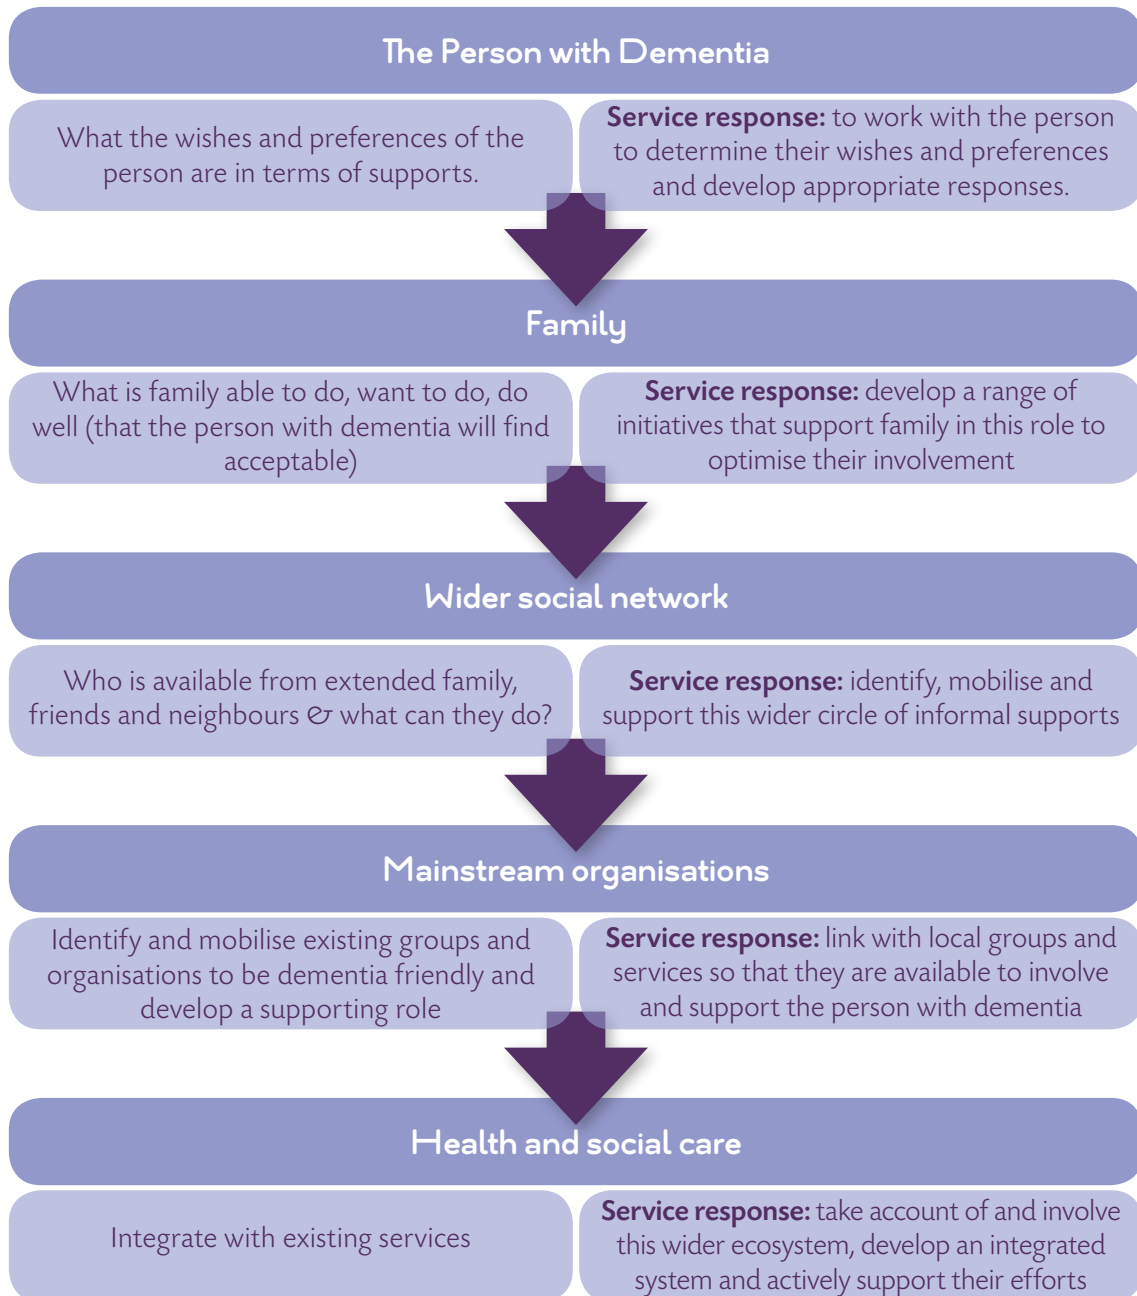 The Person with Dementia
What the wishes and preferences of the
person are in terms of supports.
Service response: to work with the person
to determine their wishes and preferences
and develop appropriate responses.
Family
What is family able to do, want to do, do
well (that the person with dementia will find
acceptable)
Service response: develop a range of
initiatives that support family in this role to
optimise their involvement
Wider social network
Who is available from extended family,
friends and neighbours & what can they do?
Service response: identify, mobilise and
support this wider circle of informal supports
Mainstream organisations
Identify and mobilise existing groups and
organisations to be dementia friendly and
develop a supporting role
Service response: link with local groups and
services so that they are available to involve
and support the person with dementia
Health and social care
Integrate with existing services
Service response: take account of and involve
this wider ecosystem, develop an integrated
system and actively support their efforts